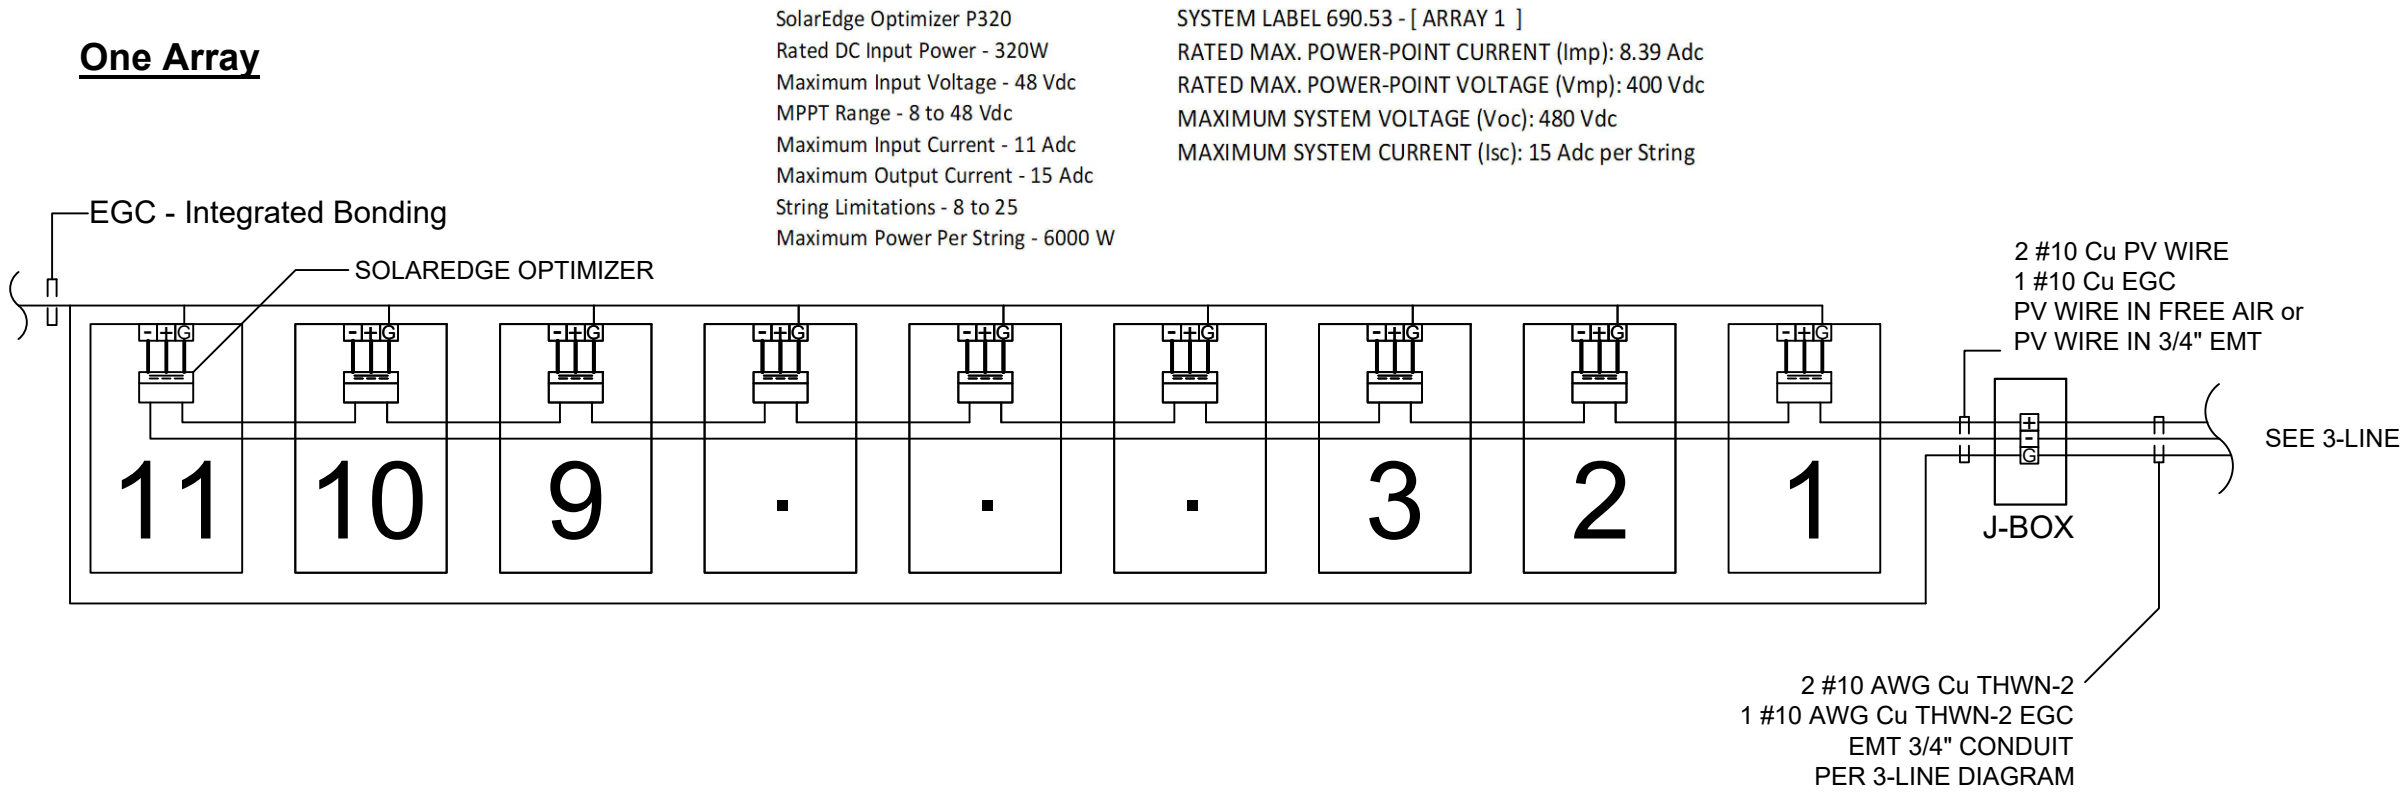 One Array
SolarEdge Optimizer P320
Rated DC Input Power - 320W
Maximum Input Voltage - 48 Vdc
MPPT Range - 8 to 48 Vdc
Maximum Input Current - 11 Adc
Maximum Output Current - 15 Adc
String Limitations - 8 to 25
Maximum Power Per String - 6000 W
SYSTEM LABEL 690.53 - [ ARRAY 1 ]
RATED MAX. POWER-POINT CURRENT (Imp): 8.39 Adc
RATED MAX. POWER-POINT VOLTAGE (Vmp): 400 Vdc
MAXIMUM SYSTEM VOLTAGE (Voc): 480 Vdc
MAXIMUM SYSTEM CURRENT (Isc): 15 Adc per String
EGC - Integrated Bonding
SOLAREDGE OPTIMIZER
2 #10 Cu PV WIRE
1 #10 Cu EGC
PV WIRE IN FREE AIR or
PV WIRE IN 3/4" EMT
- + G - + G - + G - + G - + G - + G - + G - + G - + G
+
-
G
SEE 3-LINE
11 10 9 . . . 3 2 1
J-BOX
2 #10 AWG Cu THWN-2
1 #10 AWG Cu THWN-2 EGC
EMT 3/4" CONDUIT
PER 3-LINE DIAGRAM